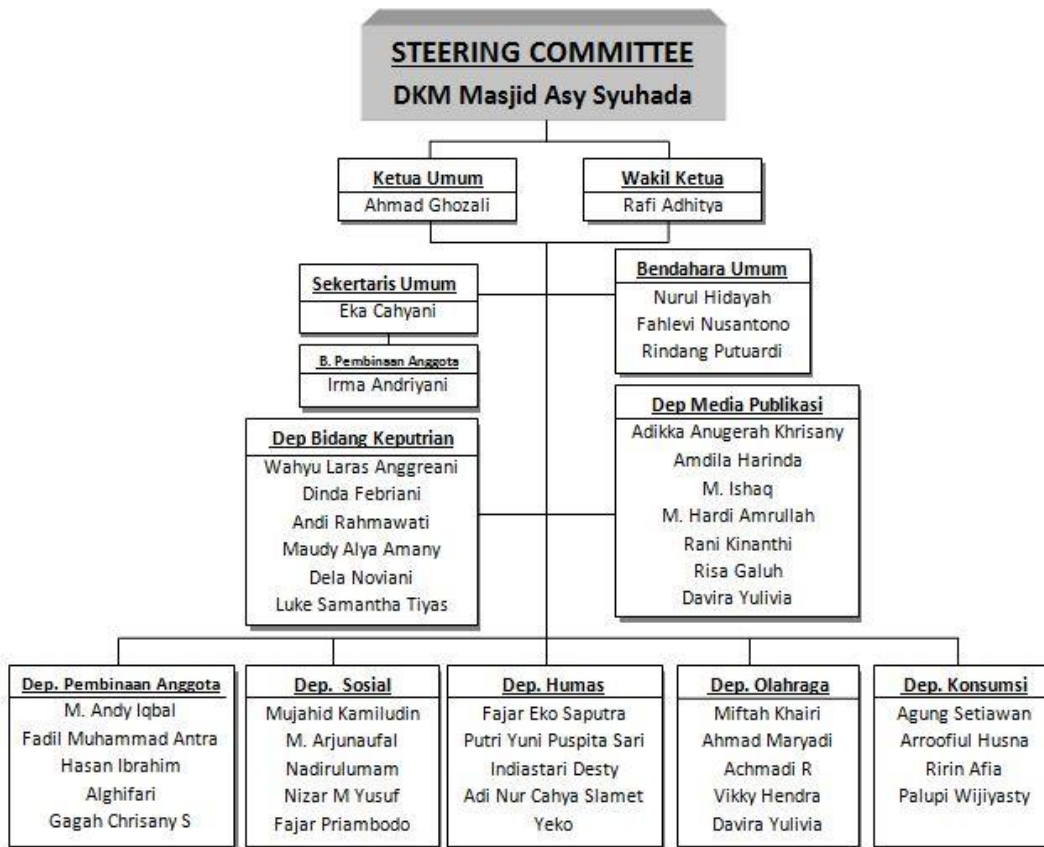 STEERING COMMITTEE
DKM Masjid Asy Syuhada
Ketua Umum
Ahmad Ghozali
Wakil Ketua
Rafi Adhitya
Sekertaris Umum
Eka Cahyani
Bendahara Umum
Nurul Hidayah
Fahlevi Nusantono
Rindang Putuardi
B. Pembinaan Anggota
Irma Andriyani
Dep Bidang Keputrian
Wahyu Laras Anggreani
Dinda Febriani
Andi Rahmawati
Maudy Alya Amany
Dela Noviani
Luke Samantha Tiyas
Dep Media Publikasi
Adikka Anugerah Khrisany
Amdila Harinda
M. Ishaq
M. Hardi Amrullah
Rani Kinanthi
Risa Galuh
Davira Yulivia
Dep. Pembinaan Anggota
M. Andy Iqbal
Fadil Muhammad Antra
Hasan Ibrahim
Alghifari
Gagah Chrisany S
Dep. Sosial
Mujahid Kamiludin
M. Arjunaufal
Nadirulumam
Nizar M Yusuf
Fajar Priambodo
Dep. Humas
Fajar Eko Saputra
Putri Yuni Puspita Sari
Indiastari Desty
Adi Nur Cahya Slamet
Yeko
Dep. Olahraga
Miftah Khairi
Ahmad Maryadi
Achmadi R
Vikky Hendra
Davira Yulivia
Dep. Konsumsi
Agung Setiawan
Arroofiul Husna
Ririn Afia
Palupi Wijiyasty